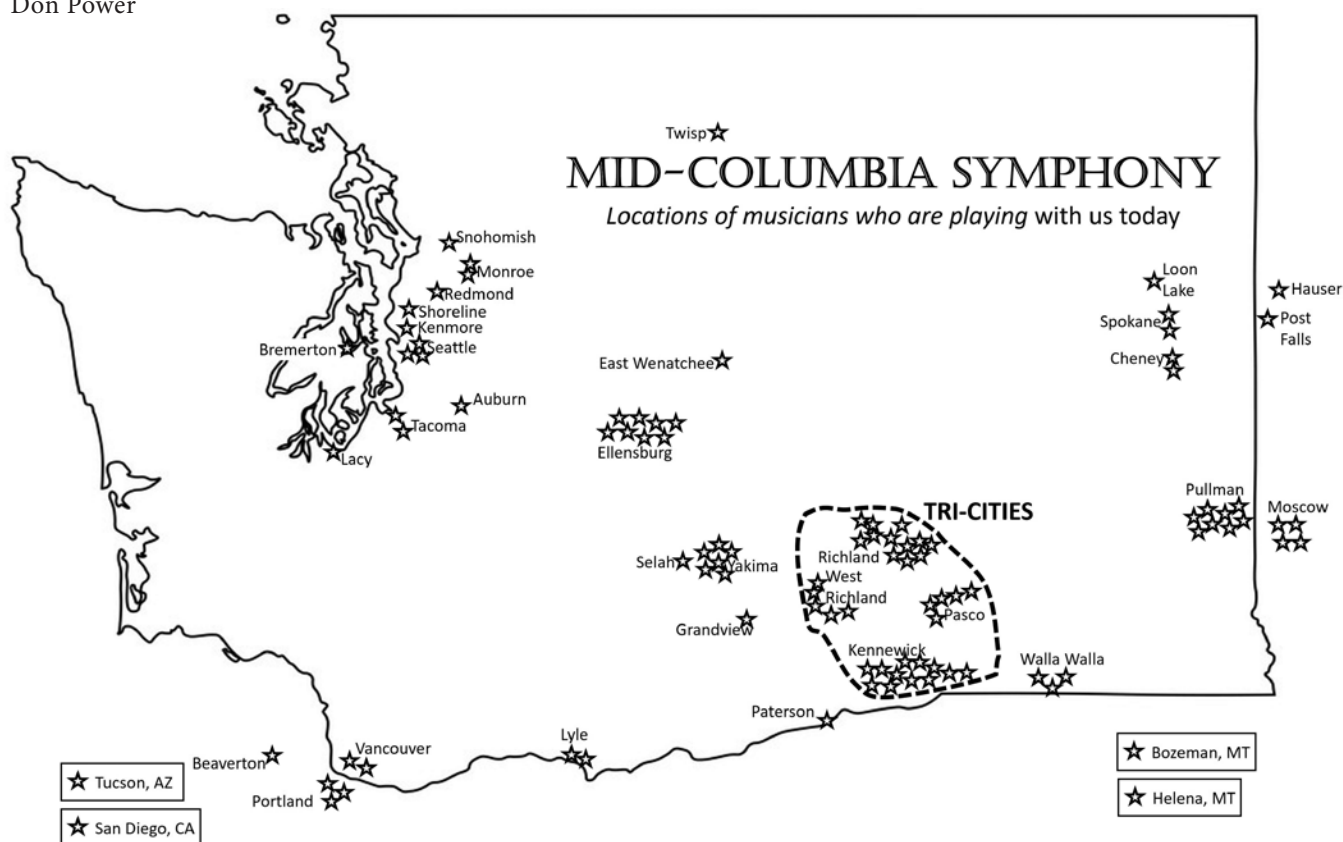 Don Power
Twisp
MID-COLUMBIA SYMPHONY
Locations of musicians who are playing with us today
Snohomish
Monroe
Redmond
Shoreline
Kenmore
Bremerton
Seattle
Auburn
Tacoma
Lacy
East Wenatchee
Ellensburg
Loon
Lake
Spokane
Cheney
Hauser
Post
Falls
Pullman
Moscow
TRI-CITIES
Richland
West
Richland
Pasco
Kennewick
Selah
Yakima
Grandview
Walla Walla
Paterson
Lyle
Beaverton
Vancouver
Portland
Tucson, AZ
San Diego, CA
Bozeman, MT
Helena, MT